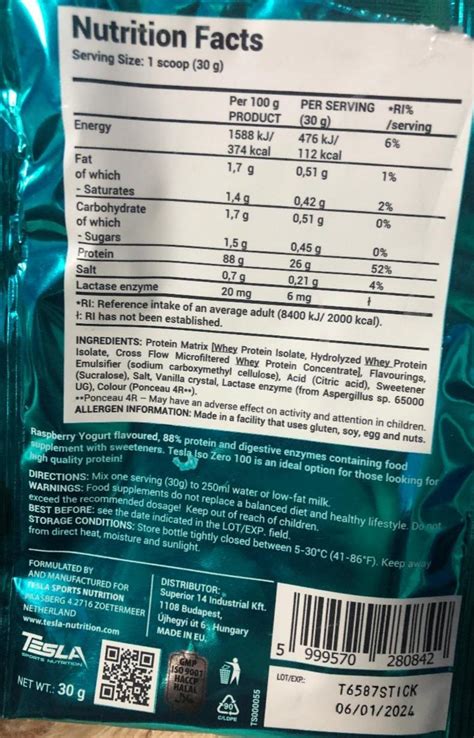 Nutrition Facts
Serving Size: 1 scoop (30 g)
Per 100 g PRODUCT PER SERVING (30 g) *RI% /serving
Energy 1588 kJ/ 374 kcal 476 kJ/ 112 kcal 6%
Fat 1,7 g 0,51 g 1%
of which
- Saturates 1,4 g 0,42 g 2%
Carbohydrate 1,7 g 0,51 g 0%
of which
- Sugars 1,5 g 0,45 g 0%
Protein 88 g 26 g 52%
Salt 0,7 g 0,21 g 4%
Lactase enzyme 20 mg 6 mg ƚ
*RI: Reference intake of an average adult (8400 kJ/ 2000 kcal).
ƚ: RI has not been established.
INGREDIENTS: Protein Matrix [Whey Protein Isolate, Hydrolyzed Whey Protein
Isolate, Cross Flow Microfiltered Whey Protein Concentrate], Flavourings,
Emulsifier (sodium carboxymethyl cellulose), Acid (Citric acid), Sweetener
(Sucralose), Salt, Vanilla crystal, Lactase enzyme (from Aspergillus sp. 65000
UG), Colour (Ponceau 4R**).
**Ponceau 4R – May have an adverse effect on activity and attention in children.
ALLERGEN INFORMATION: Made in a facility that uses gluten, soy, egg and nuts.
Raspberry Yogurt flavoured, 88% protein and digestive enzymes containing food
supplement with sweeteners. Tesla Iso Zero 100 is an ideal option for those looking for
high quality protein!
DIRECTIONS: Mix one serving (30g) to 250ml water or low-fat milk.
WARNINGS: Food supplements do not replace a balanced diet and healthy lifestyle. Do not
exceed the recommended dosage! Keep out of reach of children.
BEST BEFORE: see the date indicated in the LOT/EXP. field.
STORAGE CONDITIONS: Store bottle tightly closed between 5-30°C (41-86°F). Keep away
from direct heat, moisture and sunlight.
FORMULATED BY
AND MANUFACTURED FOR
TESLA SPORTS NUTRITION
4 2716 ZOETERMEER
NETHERLAND
www.tesla-nutrition.com
DISTRIBUTOR:
Superior 14 Industrial Kft.
1108 Budapest,
Újhegyi út 6., Hungary
MADE IN EU,
TESLA
SPORTS NUTRITION
NET WT.: 30 g
GMP
ISO 9001
HACCP
HALAL
90
C/LDPE
TS000055
5 999570 280842
LOT/EXP:
T6587STICK
06/01/2024